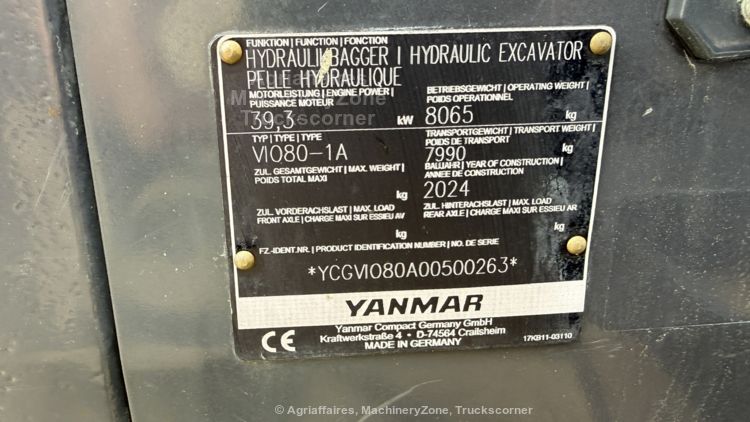 FUNKTION | FUNCTION | FONCTION
HYDRAULIKBAGGER | HYDRAULIC EXCAVATOR
PELLE HYDRAULIQUE
MOTORLEISTUNG | ENGINE POWER |
PUISSANCE MOTEUR
39,3 kW
BETRIEBSGEWICHT | OPERATING WEIGHT |
POIDS OPERATIONNEL
8065 kg
TYP | TYPE | TYPE
VIO80-1A
TRANSPORTGEWICHT | TRANSPORT WEIGHT |
POIDS DE TRANSPORT
7990 kg
ZUL. GESAMTGEWICHT | MAX. WEIGHT |
POIDS TOTAL MAXI
kg
BAUJAHR | YEAR OF CONSTRUCTION |
ANNEE DE CONSTRUCTION
2024
ZUL. VORDERACHSLAST | MAX. LOAD
FRONT AXLE | CHARGE MAXI SUR ESSIEU AV
kg
ZUL. HINTERACHSLAST | MAX. LOAD
REAR AXLE | CHARGE MAXI SUR ESSIEU AR
kg
FZ.-IDENT.NR. | PRODUCT IDENTIFICATION NUMBER | NO. DE SERIE
*YCGVIO80A00500263*
YANMAR
CE
Yanmar Compact Germany GmbH
Kraftwerkstraße 4 • D-74564 Crailsheim
MADE IN GERMANY
17KB11-03110
Agriaffaires
MachineryZone
Truckscorner
© Agriaffaires, MachineryZone, Truckscorner